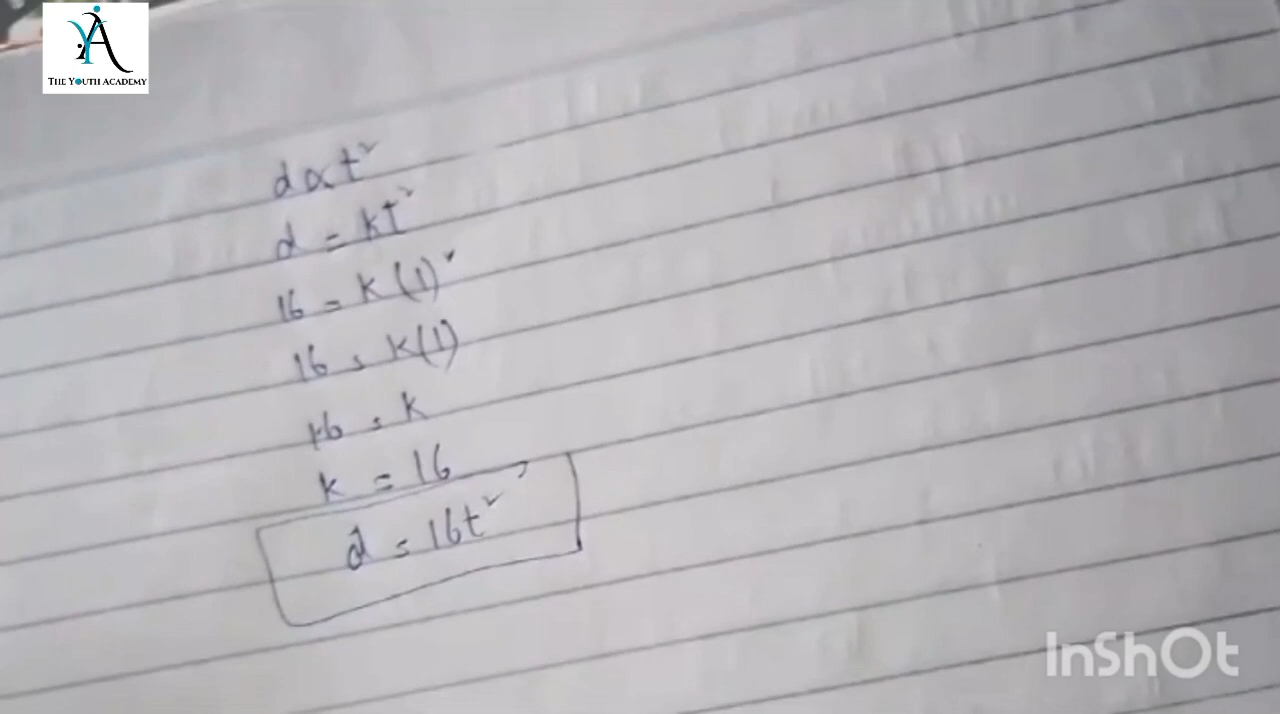 THE YOUTH ACADEMY
d ∝ t²
d = kt²
16 = k(1)²
16 = k(1)
16 = k
k = 16
d = 16t²
InShOt